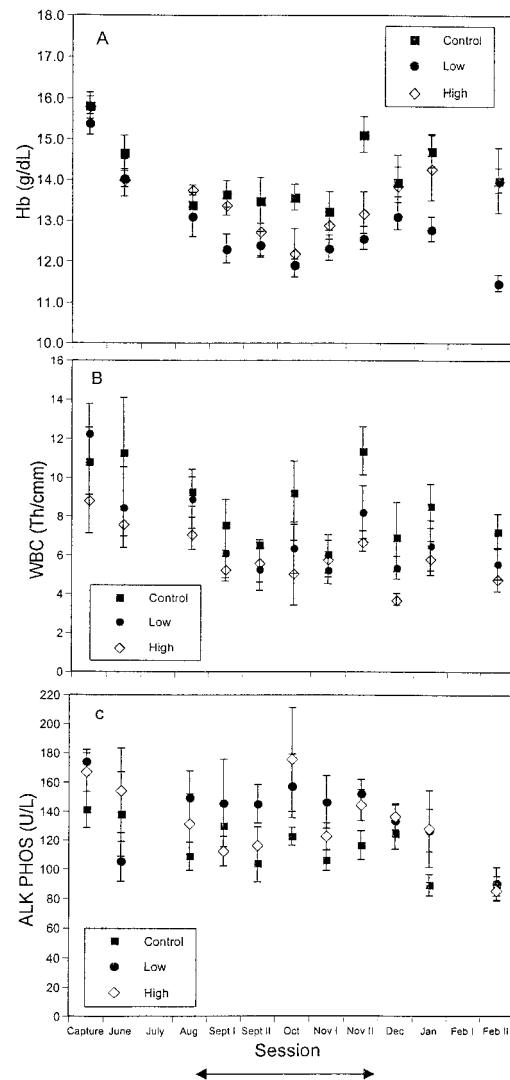 18.0
A
Control
Low
High
17.0
16.0
15.0
14.0
13.0
12.0
11.0
10.0
Hb (g/dL)
16
B
14
12
10
8
6
4
2
0
WBC (Th/cmm)
Control
Low
High
220
c
200
180
160
140
120
100
80
60
40
20
0
ALK PHOS (U/L)
Control
Low
High
Capture June July Aug Sept I Sept II Oct Nov I Nov II Dec Jan Feb I Feb II
Session